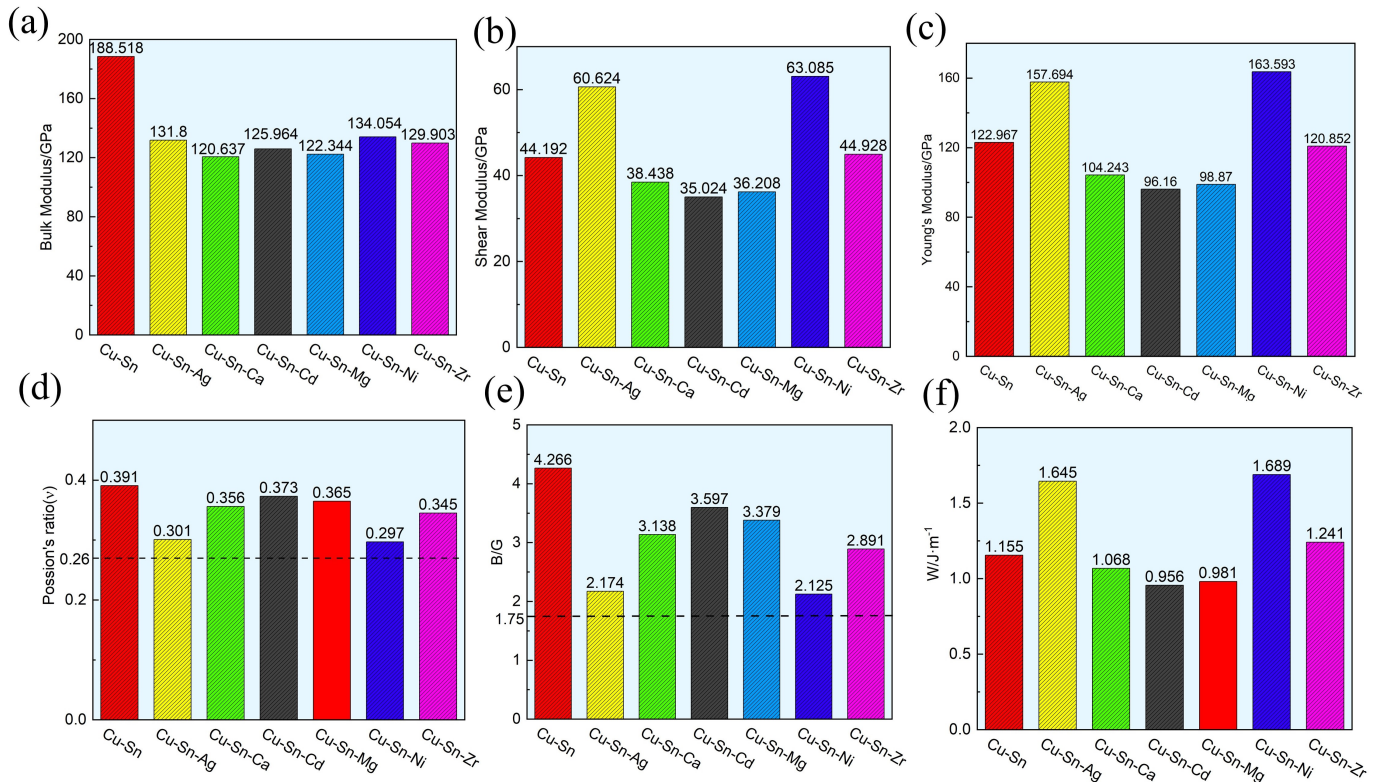 (a)
Bulk Modulus/GPa
200
160
120
80
40
0
188.518
131.8
120.637
125.964
122.344
134.054
129.903
Cu-Sn
Cu-Sn-Ag
Cu-Sn-Ca
Cu-Sn-Cd
Cu-Sn-Mg
Cu-Sn-Ni
Cu-Sn-Zr
(b)
Shear Modulus/GPa
60
40
20
0
44.192
60.624
38.438
35.024
36.208
63.085
44.928
Cu-Sn
Cu-Sn-Ag
Cu-Sn-Ca
Cu-Sn-Cd
Cu-Sn-Mg
Cu-Sn-Ni
Cu-Sn-Zr
(c)
Young's Modulus/GPa
160
120
80
40
0
122.967
157.694
104.243
96.16
98.87
163.593
120.852
Cu-Sn
Cu-Sn-Ag
Cu-Sn-Ca
Cu-Sn-Cd
Cu-Sn-Mg
Cu-Sn-Ni
Cu-Sn-Zr
(d)
Possion's ratio(ν)
0.4
0.26
0.2
0.0
0.391
0.301
0.356
0.373
0.365
0.297
0.345
Cu-Sn
Cu-Sn-Ag
Cu-Sn-Ca
Cu-Sn-Cd
Cu-Sn-Mg
Cu-Sn-Ni
Cu-Sn-Zr
(e)
B/G
5
4
3
2
1.75
1
0
4.266
2.174
3.138
3.597
3.379
2.125
2.891
Cu-Sn
Cu-Sn-Ag
Cu-Sn-Ca
Cu-Sn-Cd
Cu-Sn-Mg
Cu-Sn-Ni
Cu-Sn-Zr
(f)
W/J·m⁻¹
2.0
1.5
1.0
0.5
0.0
1.155
1.645
1.068
0.956
0.981
1.689
1.241
Cu-Sn
Cu-Sn-Ag
Cu-Sn-Ca
Cu-Sn-Cd
Cu-Sn-Mg
Cu-Sn-Ni
Cu-Sn-Zr